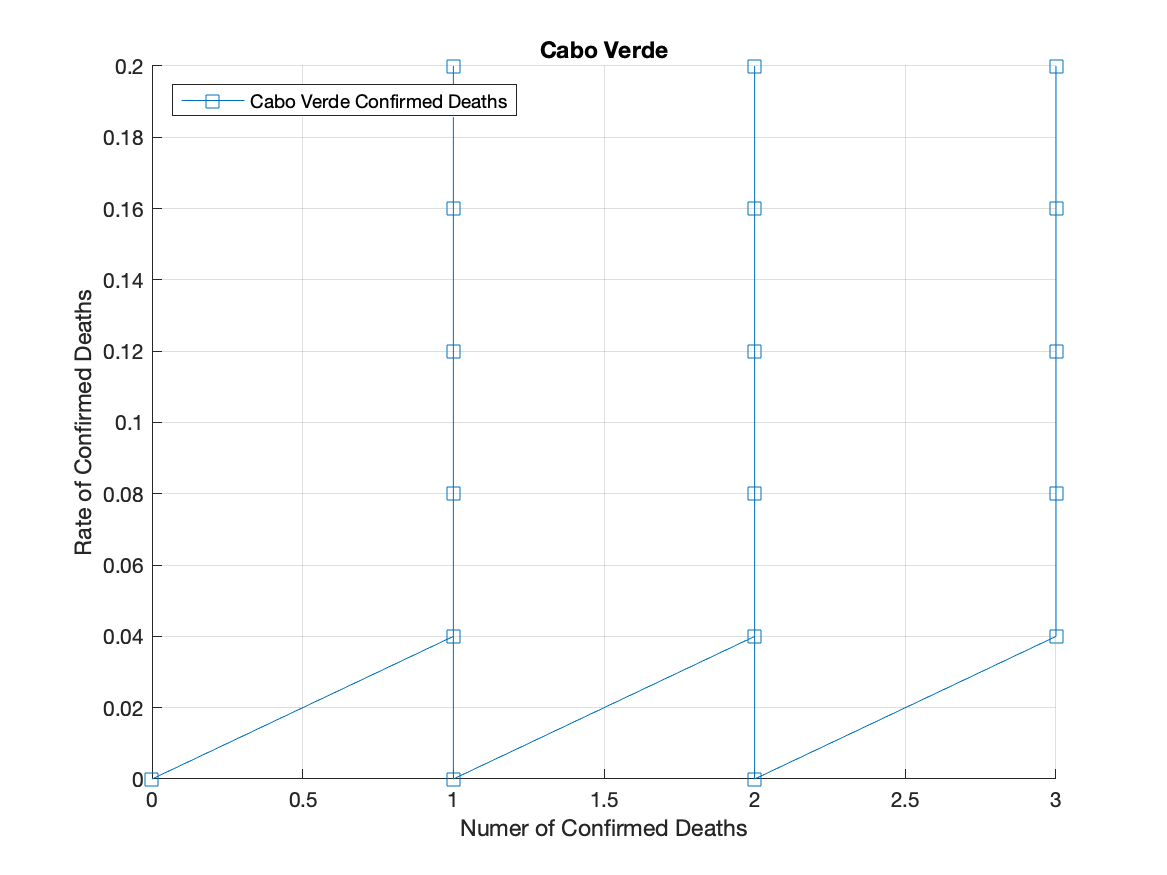 Cabo Verde
Cabo Verde Confirmed Deaths
Rate of Confirmed Deaths
0.2
0.18
0.16
0.14
0.12
0.1
0.08
0.06
0.04
0.02
0
0 0.5 1 1.5 2 2.5 3
Numer of Confirmed Deaths